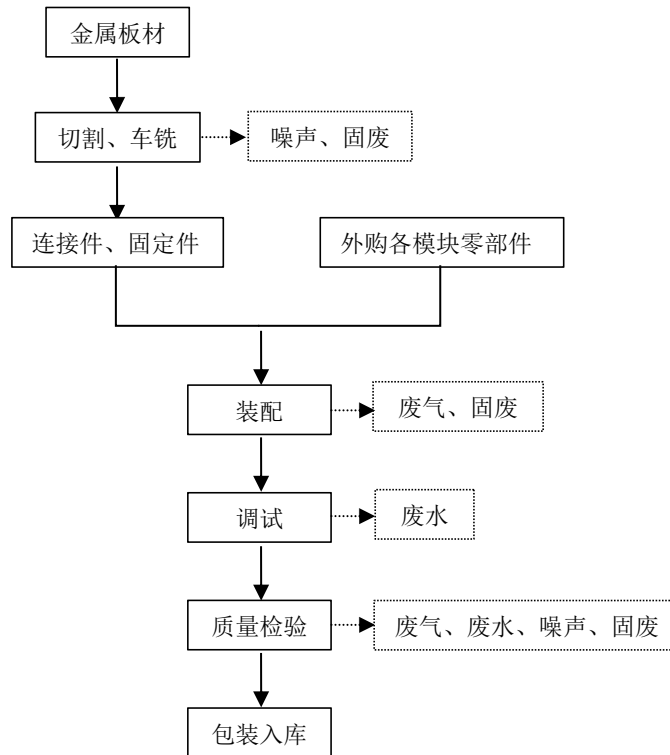 金属板材
切割、车铣
噪声、固废
连接件、固定件
外购各模块零部件
装配
废气、固废
调试
废水
质量检验
废气、废水、噪声、固废
包装入库